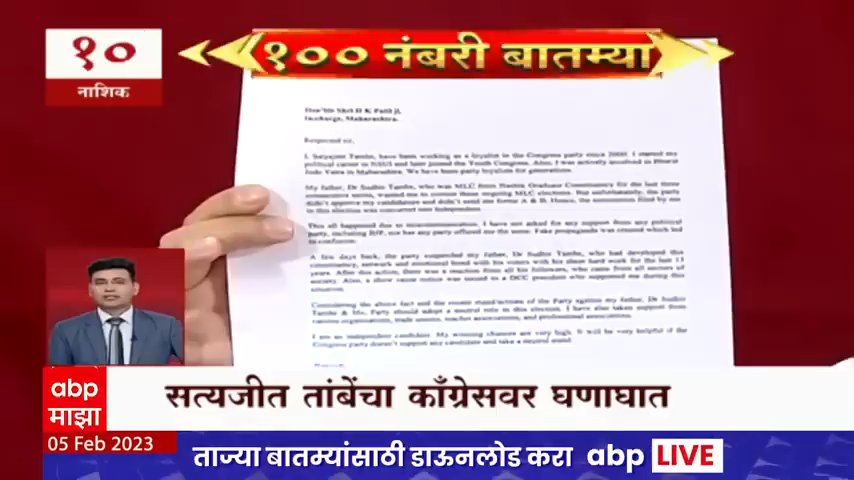 १०
नाशिक
१०० नंबरी बातम्या
Hon'ble Shri H K Patil ji,
Incharge, Maharashtra.
Respected sir,
I, Satyajeet Tambe, have been working as a loyalist in the Congress party since 2000. I started my
political career in NSUI and later joined the Youth Congress. Also, I was actively involved in Bharat
Jodo Yatra in Maharashtra. We have been party loyalists for generations.
My father, Dr Sudhir Tambe, who was MLC from Nashik Graduate Constituency for the last three
consecutive terms, wanted me to contest these ongoing MLC elections. But unfortunately, the party
didn't approve my candidature and didn't send me forms A & B. Hence, the nomination filed by me
in this election was converted into Independent.
This all happened due to miscommunication. I have not asked for any support from any political
party, including BJP, nor has any party offered me the same. Fake propaganda was created which led
to confusion.
A few days back, the party suspended my father, Dr Sudhir Tambe, who had developed this
constituency, network and emotional bond with his voters with his sheer hard work for the last 15
years. After this action, there was a reaction from all his followers, who came from all sectors of
society. Also, a show cause notice was issued to a DCC president who supported me during this
situation.
Considering the above fact and the recent stand/actions of the Party against my father, Dr Sudhir
Tambe & Me, Party should adopt a neutral role in this election. I have also taken support from
various organisations, trade unions, teacher associations, and professional associations.
I am an independent candidate. My winning chances are very high. It will be very helpful if the
Congress party doesn't support any candidate and take a neutral stand.
abp
माझा
सत्यजीत तांबेंचा काँग्रेसवर घणाघात
05 Feb 2023
ताज्या बातम्यांसाठी डाऊनलोड करा abp LIVE